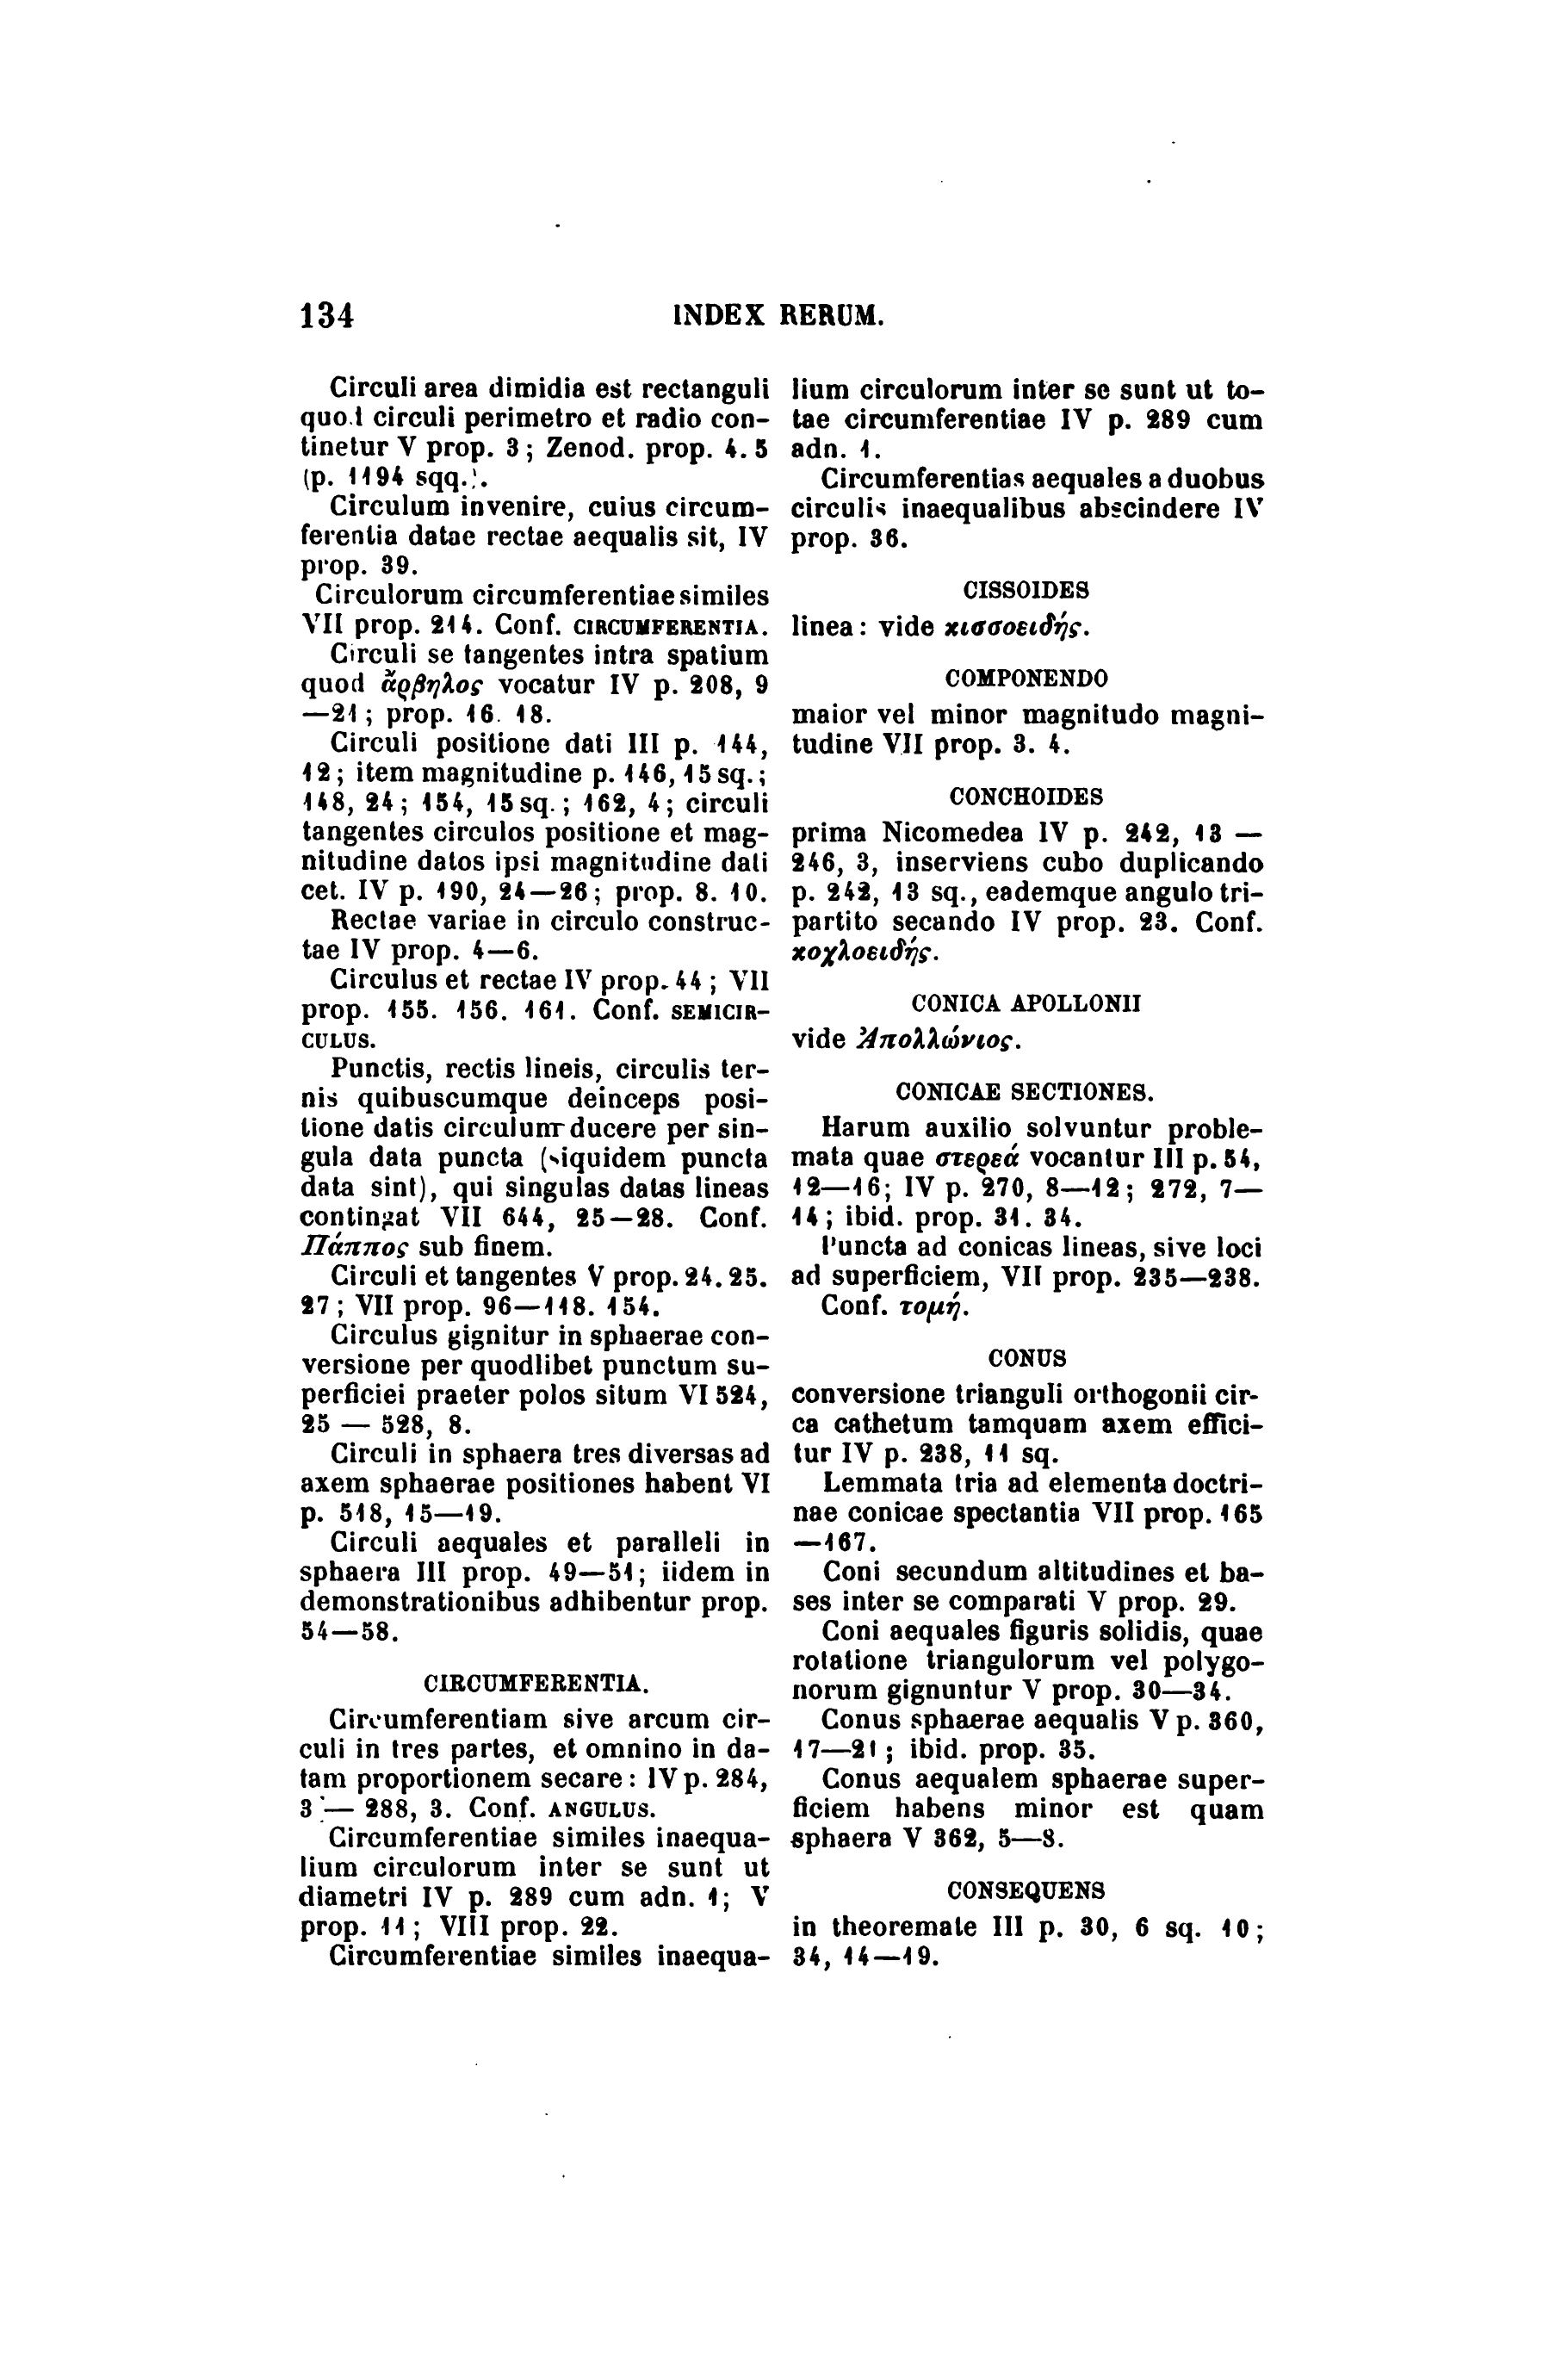 134 INDEX RERUM.
Circuli area dimidia est rectanguli
quod circuli perimetro et radio con-
tinetur V prop. 3; Zenod. prop. 4. 5
(p. 1194 sqq.).
Circulum invenire, cuius circum-
ferentia datae rectae aequalis sit, IV
prop. 39.
Circulorum circumferentiae similes
VII prop. 214. Conf. CIRCUMFERENTIA.
Circuli se tangentes intra spatium
quod ἄρβηλος vocatur IV p. 208, 9
—21; prop. 16. 18.
Circuli positione dati III p. 144,
12; item magnitudine p. 146, 15 sq.;
148, 24; 154, 15 sq.; 162, 4; circuli
tangentes circulos positione et mag-
nitudine datos ipsi magnitudine dati
cet. IV p. 190, 24—26; prop. 8. 10.
Rectae variae in circulo construc-
tae IV prop. 4—6.
Circulus et rectae IV prop. 44; VII
prop. 155. 156. 161. Conf. SEMICIR-
CULUS.
Punctis, rectis lineis, circulis ter-
nis quibuscumque deinceps posi-
tione datis circulum ducere per sin-
gula data puncta (siquidem puncta
data sint), qui singulas datas lineas
contingat VII 644, 25—28. Conf.
Πάππος sub finem.
Circuli et tangentes V prop. 24. 25.
27; VII prop. 96—118. 154.
Circulus gignitur in sphaerae con-
versione per quodlibet punctum su-
perficiei praeter polos situm VI 524,
25 — 528, 8.
Circuli in sphaera tres diversas ad
axem sphaerae positiones habent VI
p. 518, 15—19.
Circuli aequales et paralleli in
sphaera III prop. 49—51; iidem in
demonstrationibus adhibentur prop.
54—58.
CIRCUMFERENTIA.
Circumferentiam sive arcum cir-
culi in tres partes, et omnino in da-
tam proportionem secare: IV p. 284,
3 — 288, 3. Conf. ANGULUS.
Circumferentiae similes inaequa-
lium circulorum inter se sunt ut
diametri IV p. 289 cum adn. 1; V
prop. 11; VIII prop. 22.
Circumferentiae similes inaequa-
lium circulorum inter se sunt ut to-
tae circumferentiae IV p. 289 cum
adn. 1.
Circumferentias aequales a duobus
circulis inaequalibus abscindere IV
prop. 36.
CISSOIDES
linea: vide κισσοειδής.
COMPONENDO
maior vel minor magnitudo magni-
tudine VII prop. 3. 4.
CONCHOIDES
prima Nicomedea IV p. 242, 13 —
246, 3, inserviens cubo duplicando
p. 242, 13 sq., eademque angulo tri-
partito secando IV prop. 23. Conf.
κοχλοειδής.
CONICA APOLLONII
vide Ἀπολλώνιος.
CONICAE SECTIONES.
Harum auxilio solvuntur proble-
mata quae στερεά vocantur III p. 54,
12—16; IV p. 270, 8—12; 272, 7—
14; ibid. prop. 31. 34.
Puncta ad conicas lineas, sive loci
ad superficiem, VII prop. 235—238.
Conf. τομή.
CONUS
conversione trianguli orthogonii cir-
ca cathetum tamquam axem effici-
tur IV p. 238, 11 sq.
Lemmata tria ad elementa doctri-
nae conicae spectantia VII prop. 165
—167.
Coni secundum altitudines et ba-
ses inter se comparati V prop. 29.
Coni aequales figuris solidis, quae
rotatione triangulorum vel polygo-
norum gignuntur V prop. 30—34.
Conus sphaerae aequalis V p. 360,
17—21; ibid. prop. 35.
Conus aequalem sphaerae super-
ficiem habens minor est quam
sphaera V 362, 5—8.
CONSEQUENS
in theoremate III p. 30, 6 sq. 10;
34, 14—19.